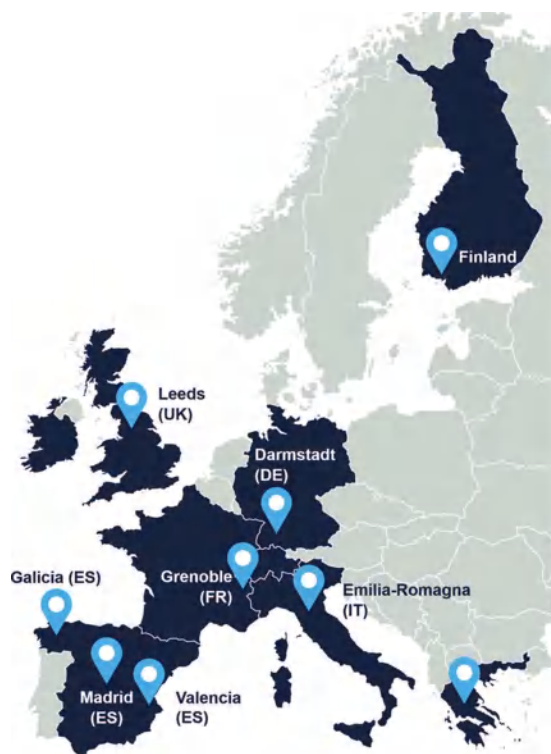 Finland
Leeds
(UK)
Darmstadt
(DE)
Galicia (ES)
Grenoble
(FR)
Emilia-Romagna
(IT)
Madrid
(ES)
Valencia
(ES)